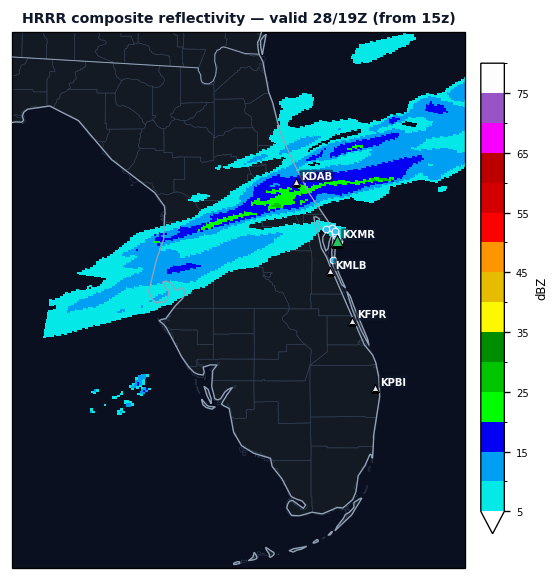 HRRR composite reflectivity — valid 28/19Z (from 15z)
KDAB
KXMR
KMLB
KFPR
KPBI
75
65
55
45
35
25
15
5
dBZ